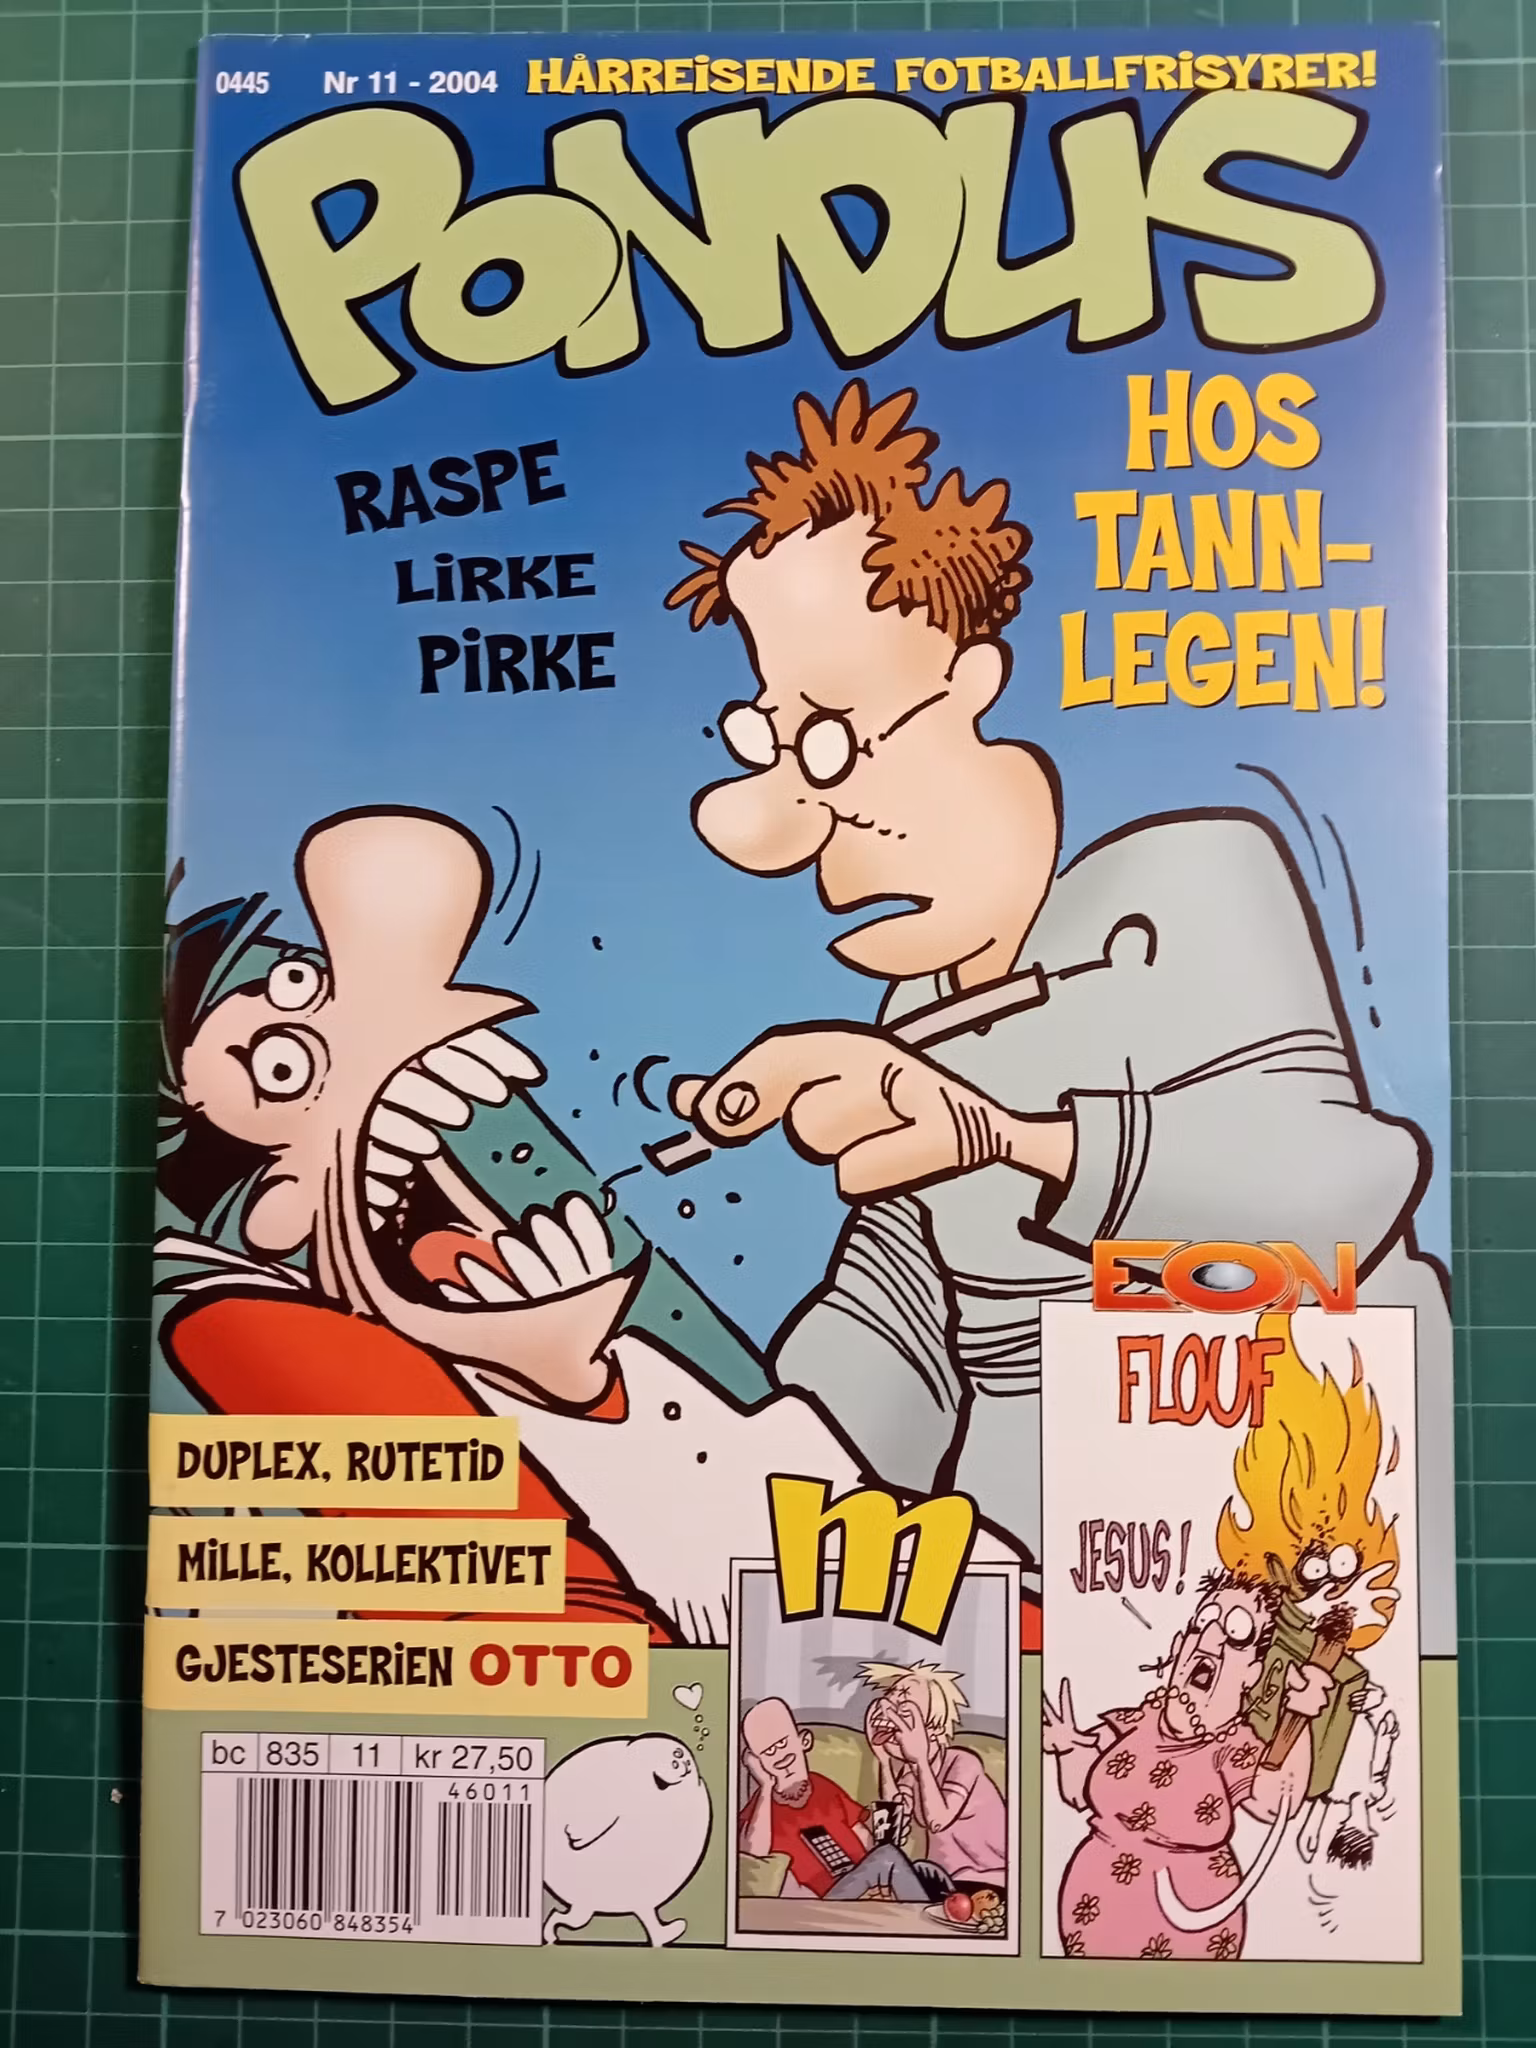 0445 Nr 11 - 2004 HÅRREiSENDE FOTBALLFRiSYRER!
PONDUS
HOS
TANN-
LEGEN!
RASPE
LiRKE
PiRKE
EON
FLOUF
JESUS!
DUPLEX, RUTETiD
MiLLE, KOLLEKTiVET
GJESTESERiEN OTTO
m
bc 835 11 kr 27,50
46011
7 023060 848354